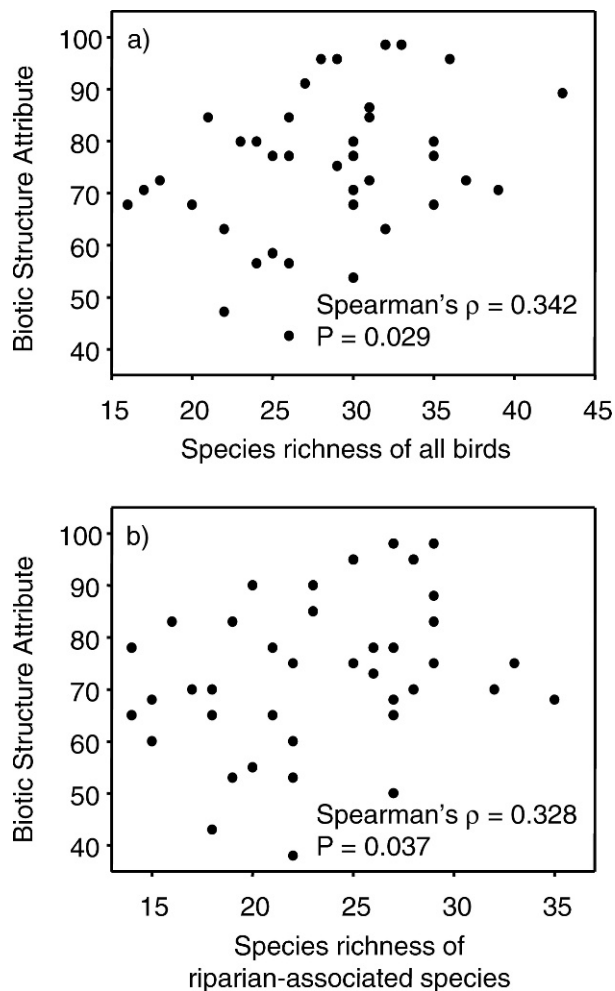 a)
Biotic Structure Attribute
100
90
80
70
60
50
40
Spearman's ρ = 0.342
P = 0.029
15 20 25 30 35 40 45
Species richness of all birds
b)
Biotic Structure Attribute
100
90
80
70
60
50
40
Spearman's ρ = 0.328
P = 0.037
15 20 25 30 35
Species richness of
riparian-associated species